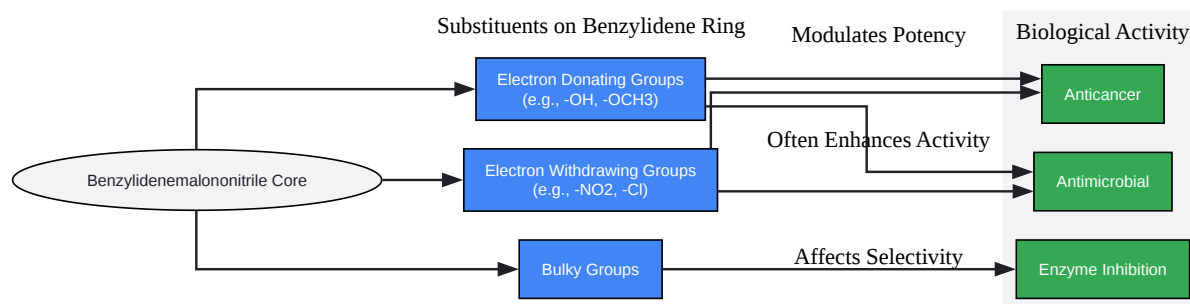 Substituents on Benzylidene Ring
Modulates Potency
Biological Activity
Electron Donating Groups
(e.g., -OH, -OCH3)
Anticancer
Often Enhances Activity
Benzylidenemalononitrile Core
Electron Withdrawing Groups
(e.g., -NO2, -Cl)
Antimicrobial
Bulky Groups
Affects Selectivity
Enzyme Inhibition